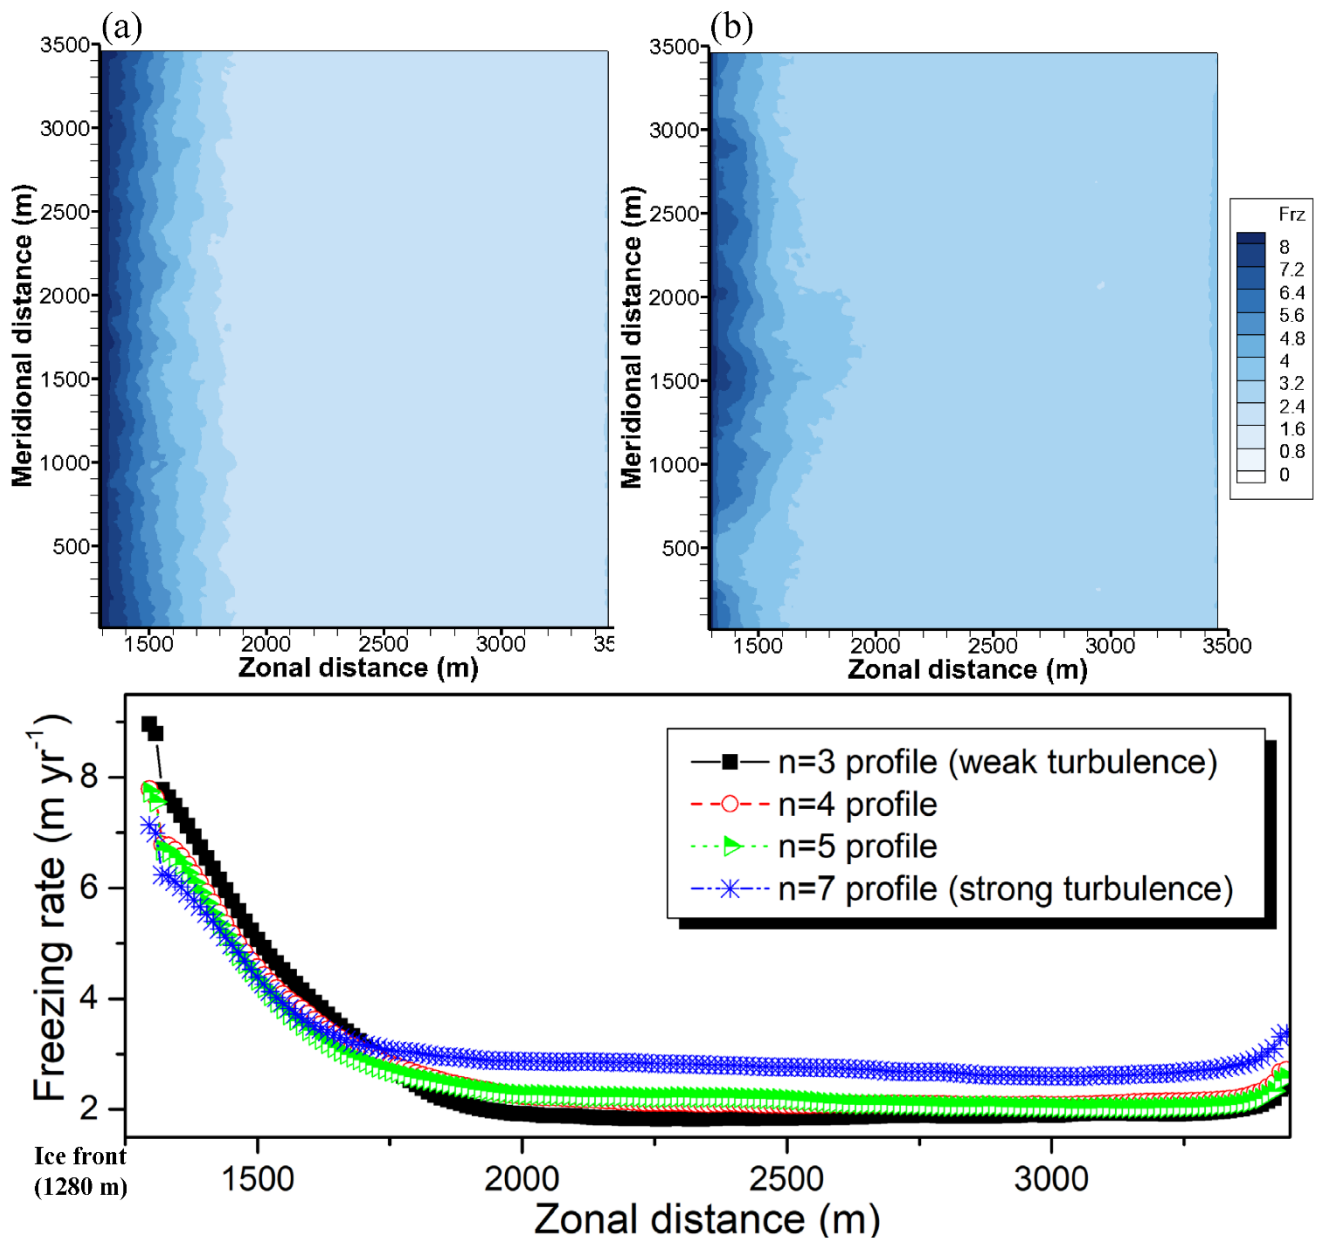 (a)
(b)
3500
3000
2500
2000
1500
1000
500
Meridional distance (m)
1500 2000 2500 3000 35
Zonal distance (m)
3500
3000
2500
2000
1500
1000
500
Meridional distance (m)
1500 2000 2500 3000 3500
Zonal distance (m)
Frz
8
7.2
6.4
5.6
4.8
4
3.2
2.4
1.6
0.8
0
Freezing rate (m yr-1)
8
6
4
2
n=3 profile (weak turbulence)
n=4 profile
n=5 profile
n=7 profile (strong turbulence)
Ice front
(1280 m)
1500 2000 2500 3000
Zonal distance (m)